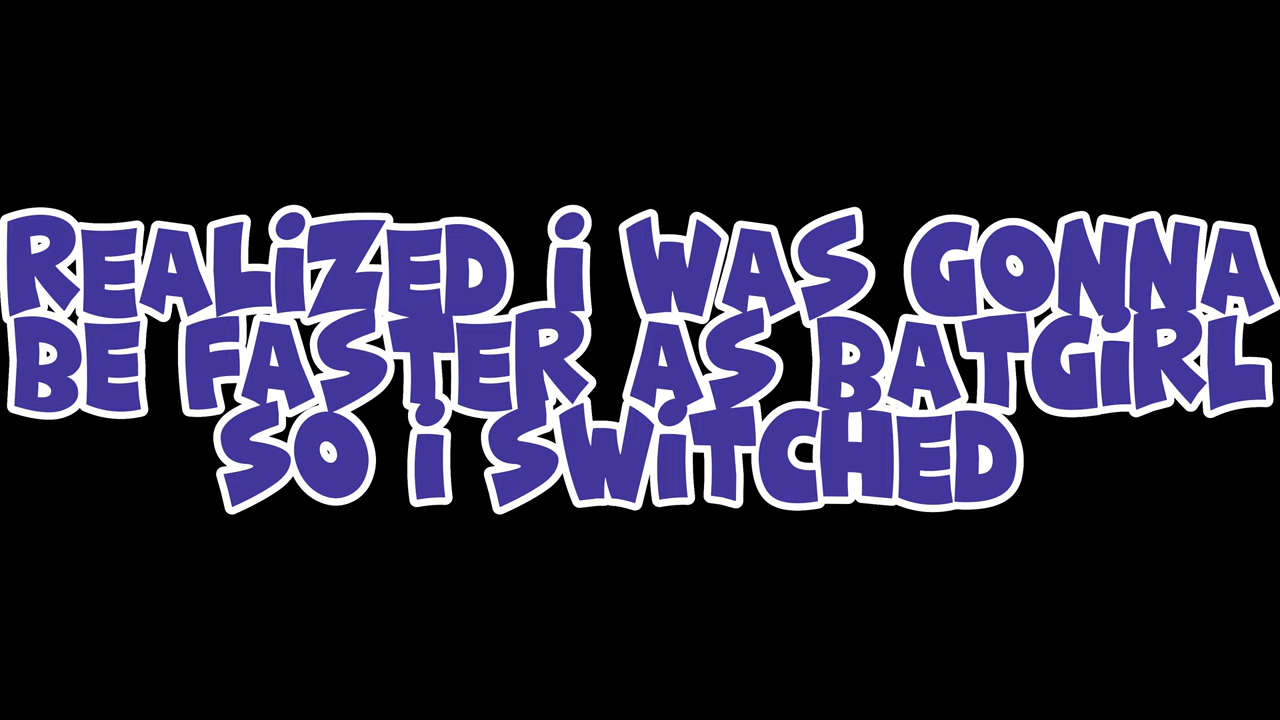 REALiZED i WAS GONNA
BE FASTER AS BATGiRL
SO i SWiTCHED